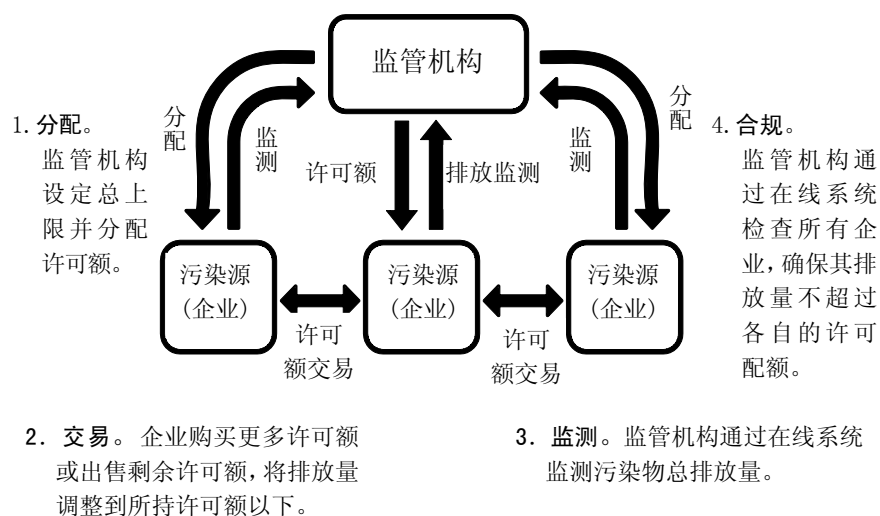 监管机构
分
配
监
测
许可额
排放监测
监
测
分
配
1. 分配。
监管机构
设定总上
限并分配
许可额。
4. 合规。
监管机构通
过在线系统
检查所有企
业，确保其排
放量不超过
各自的许可
配额。
污染源
(企业)
污染源
(企业)
污染源
(企业)
许可
额交易
许可
额交易
2. 交易。企业购买更多许可额
或出售剩余许可额，将排放量
调整到所持许可额以下。
3. 监测。监管机构通过在线系统
监测污染物总排放量。